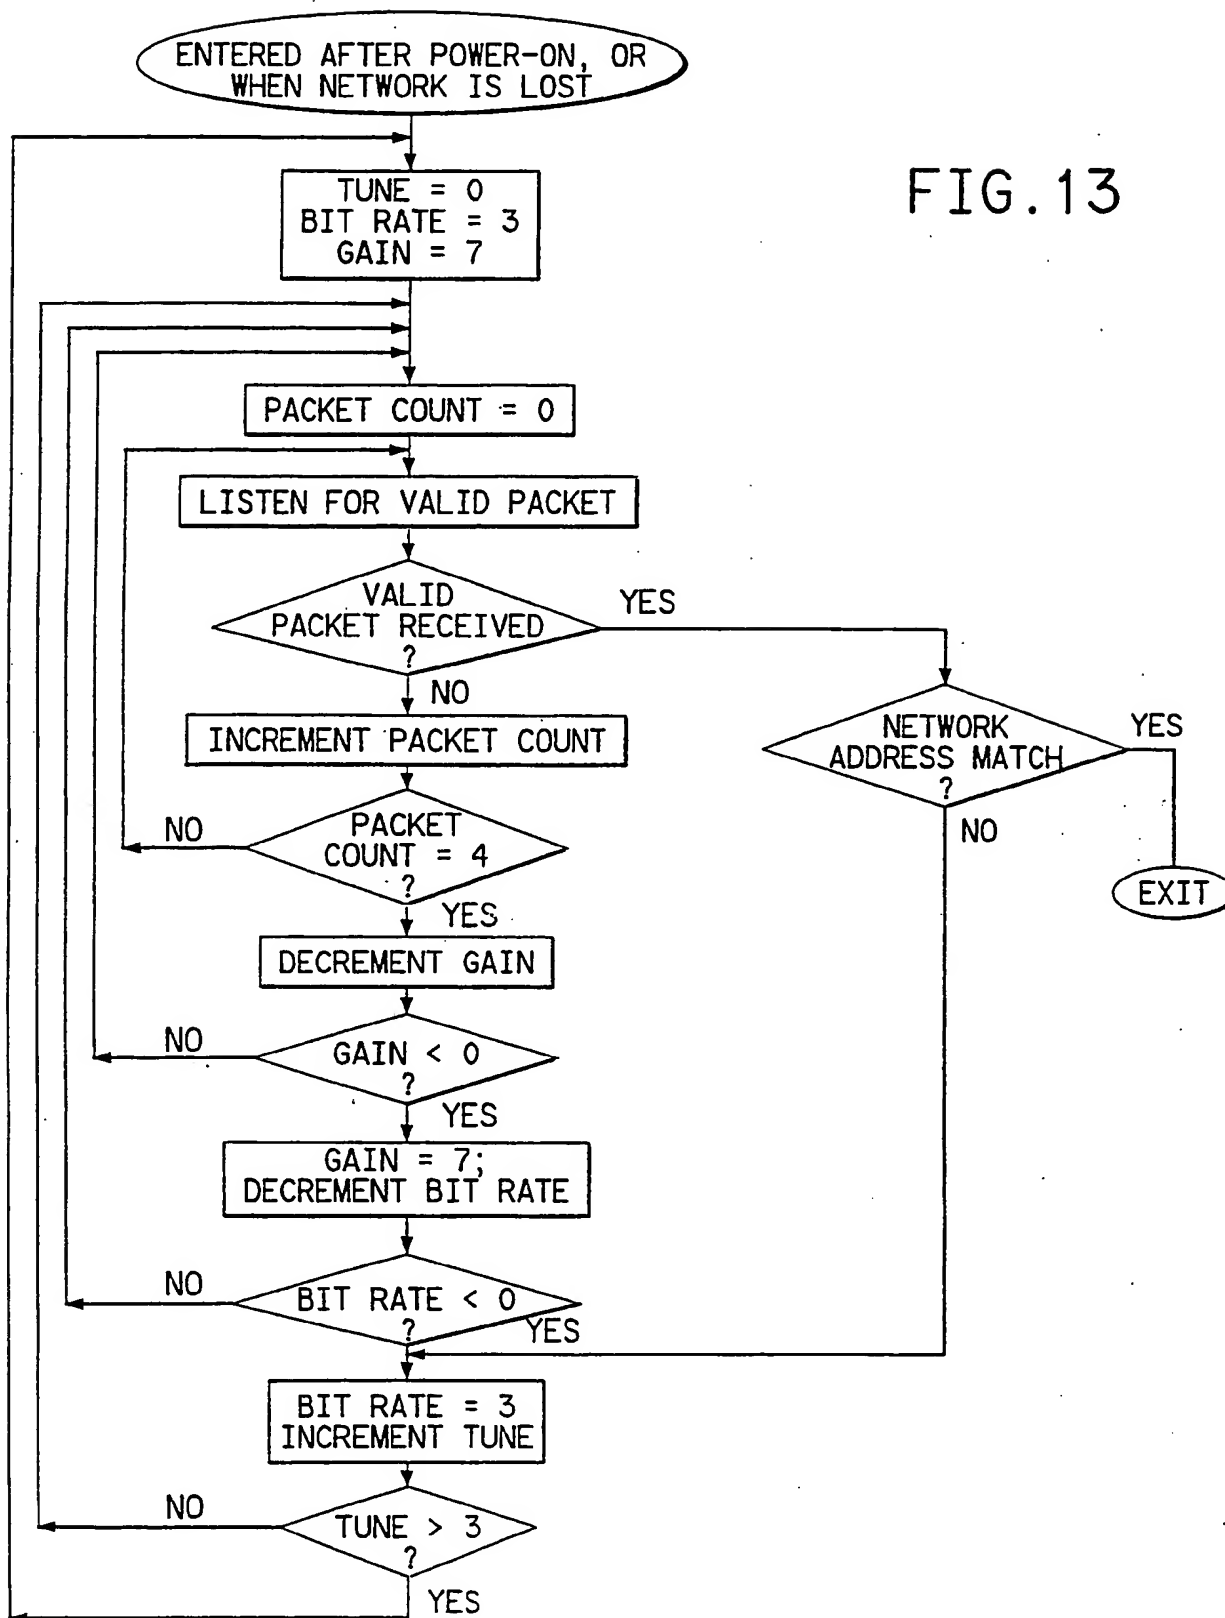 ENTERED AFTER POWER-ON, OR
WHEN NETWORK IS LOST
FIG.13
TUNE = 0
BIT RATE = 3
GAIN = 7
PACKET COUNT = 0
LISTEN FOR VALID PACKET
VALID
PACKET RECEIVED
?
YES
NO
INCREMENT PACKET COUNT
NETWORK
ADDRESS MATCH
?
YES
NO
EXIT
PACKET
COUNT = 4
?
NO
YES
DECREMENT GAIN
GAIN < 0
?
NO
YES
GAIN = 7;
DECREMENT BIT RATE
BIT RATE < 0
?
NO
YES
BIT RATE = 3
INCREMENT TUNE
TUNE > 3
?
NO
YES